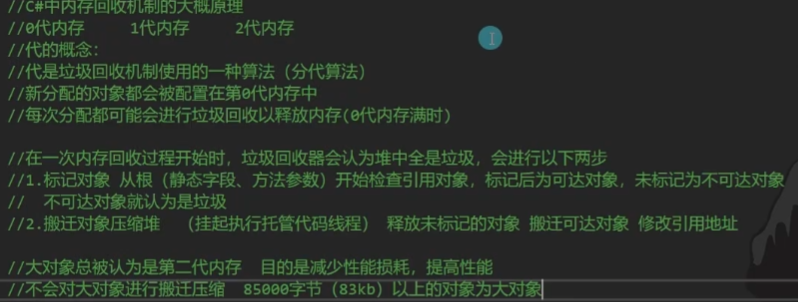 //C#中内存回收机制的大概原理
//0代内存     1代内存     2代内存
//代的概念：
//代是垃圾回收机制使用的一种算法（分代算法）
//新分配的对象都会被配置在第0代内存中
//每次分配都可能会进行垃圾回收以释放内存(0代内存满时)
//在一次内存回收过程开始时，垃圾回收器会认为堆中全是垃圾，会进行以下两步
//1.标记对象 从根（静态字段、方法参数）开始检查引用对象，标记后为可达对象，未标记为不可达对象
//  不可达对象就认为是垃圾
//2.搬迁对象压缩堆  （挂起执行托管代码线程） 释放未标记的对象 搬迁可达对象 修改引用地址
//大对象总被认为是第二代内存  目的是减少性能损耗，提高性能
//不会对大对象进行搬迁压缩  85000字节（83kb）以上的对象为大对象